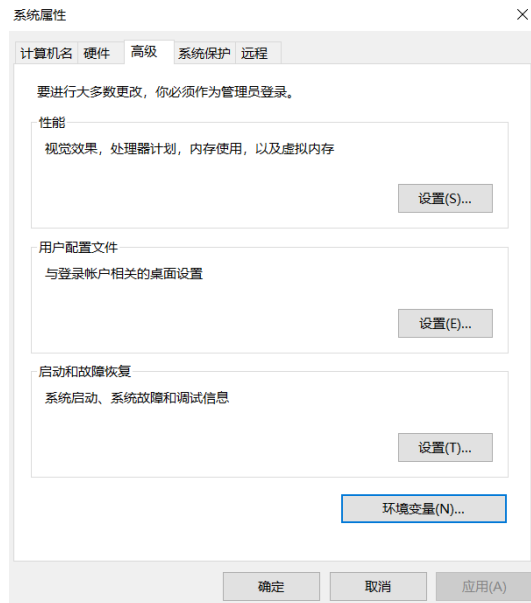 系统属性
计算机名 硬件 高级 系统保护 远程
要进行大多数更改，你必须作为管理员登录。
性能
视觉效果，处理器计划，内存使用，以及虚拟内存
设置(S)...
用户配置文件
与登录帐户相关的桌面设置
设置(E)...
启动和故障恢复
系统启动、系统故障和调试信息
设置(T)...
环境变量(N)...
确定 取消 应用(A)